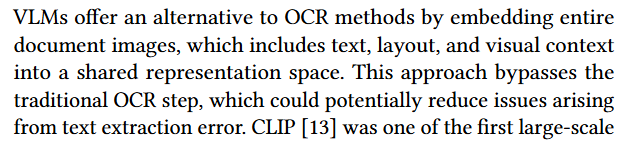 VLMs offer an alternative to OCR methods by embedding entire
document images, which includes text, layout, and visual context
into a shared representation space. This approach bypasses the
traditional OCR step, which could potentially reduce issues arising
from text extraction error. CLIP [13] was one of the first large-scale